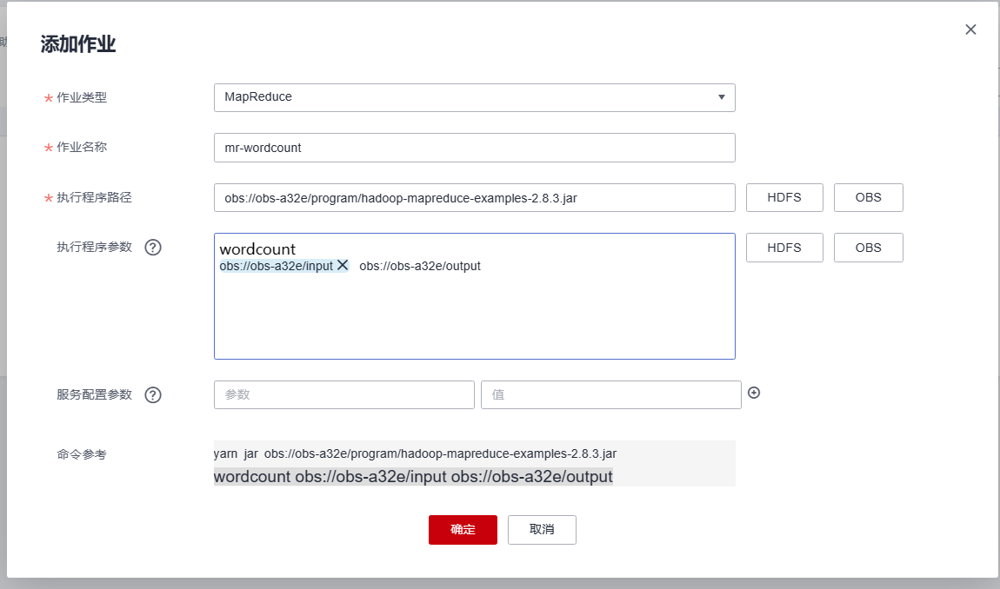 添加作业
* 作业类型 MapReduce
* 作业名称 mr-wordcount
* 执行程序路径 obs://obs-a32e/program/hadoop-mapreduce-examples-2.8.3.jar HDFS OBS
执行程序参数 ? wordcount HDFS OBS
obs://obs-a32e/input obs://obs-a32e/output
服务配置参数 ? 参数 值
命令参考 yarn jar obs://obs-a32e/program/hadoop-mapreduce-examples-2.8.3.jar
wordcount obs://obs-a32e/input obs://obs-a32e/output
确定 取消